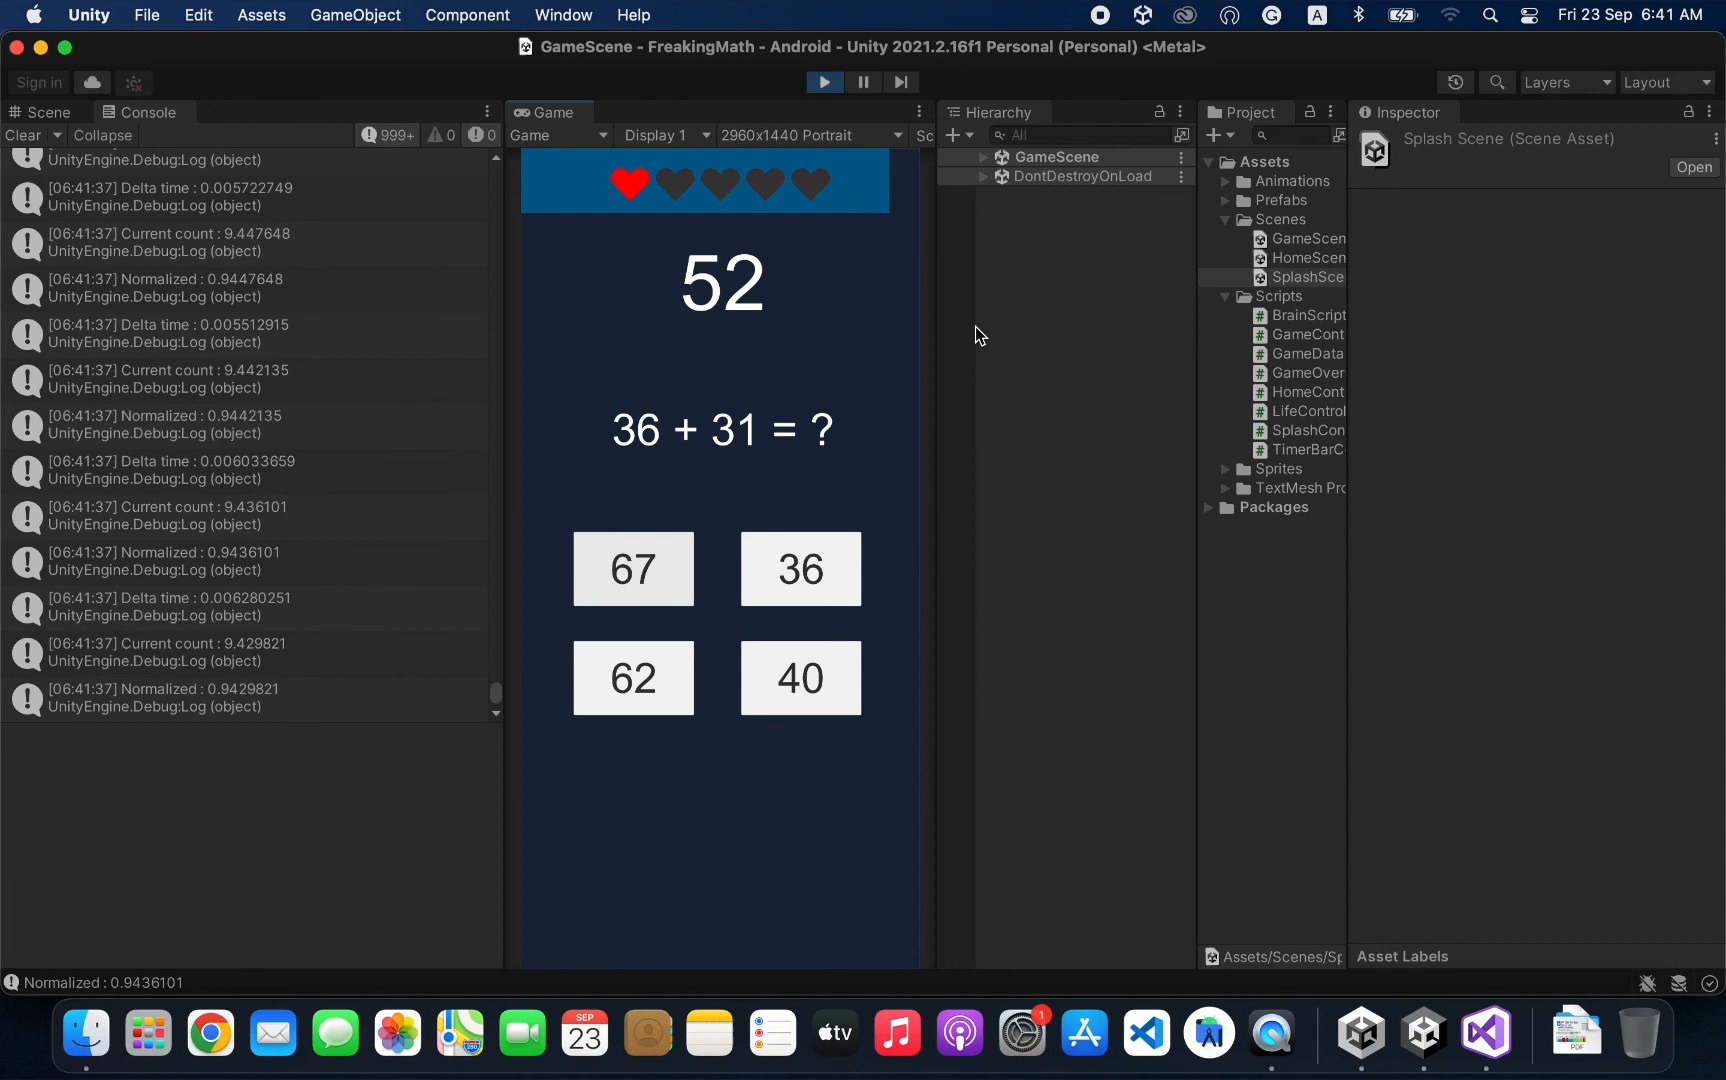 Unity File Edit Assets GameObject Component Window Help A Fri 23 Sep 6:41 AM
GameScene - FreakingMath - Android - Unity 2021.2.16f1 Personal (Personal) <Metal>
Sign in Layers Layout
Scene Console Game Hierarchy Project Inspector
Clear Collapse 999+ 0 0 Game Display 1 2960x1440 Portrait Sc All
UnityEngine.Debug:Log (object)
[06:41:37] Delta time : 0.005722749
UnityEngine.Debug:Log (object)
[06:41:37] Current count : 9.447648
UnityEngine.Debug:Log (object)
[06:41:37] Normalized : 0.9447648
UnityEngine.Debug:Log (object)
[06:41:37] Delta time : 0.005512915
UnityEngine.Debug:Log (object)
[06:41:37] Current count : 9.442135
UnityEngine.Debug:Log (object)
[06:41:37] Normalized : 0.9442135
UnityEngine.Debug:Log (object)
[06:41:37] Delta time : 0.006033659
UnityEngine.Debug:Log (object)
[06:41:37] Current count : 9.436101
UnityEngine.Debug:Log (object)
[06:41:37] Normalized : 0.9436101
UnityEngine.Debug:Log (object)
[06:41:37] Delta time : 0.006280251
UnityEngine.Debug:Log (object)
[06:41:37] Current count : 9.429821
UnityEngine.Debug:Log (object)
[06:41:37] Normalized : 0.9429821
UnityEngine.Debug:Log (object)
52
36 + 31 = ?
67 36
62 40
GameScene
DontDestroyOnLoad
Assets
Animations
Prefabs
Scenes
GameScen
HomeScen
SplashSce
Scripts
BrainScript
GameCont
GameData
GameOver
HomeCont
LifeControl
SplashCon
TimerBarC
Sprites
TextMesh Pro
Packages
Assets/Scenes/Sp
Splash Scene (Scene Asset)
Open
Asset Labels
Normalized : 0.9436101
SEP
23
tv
1
PDF